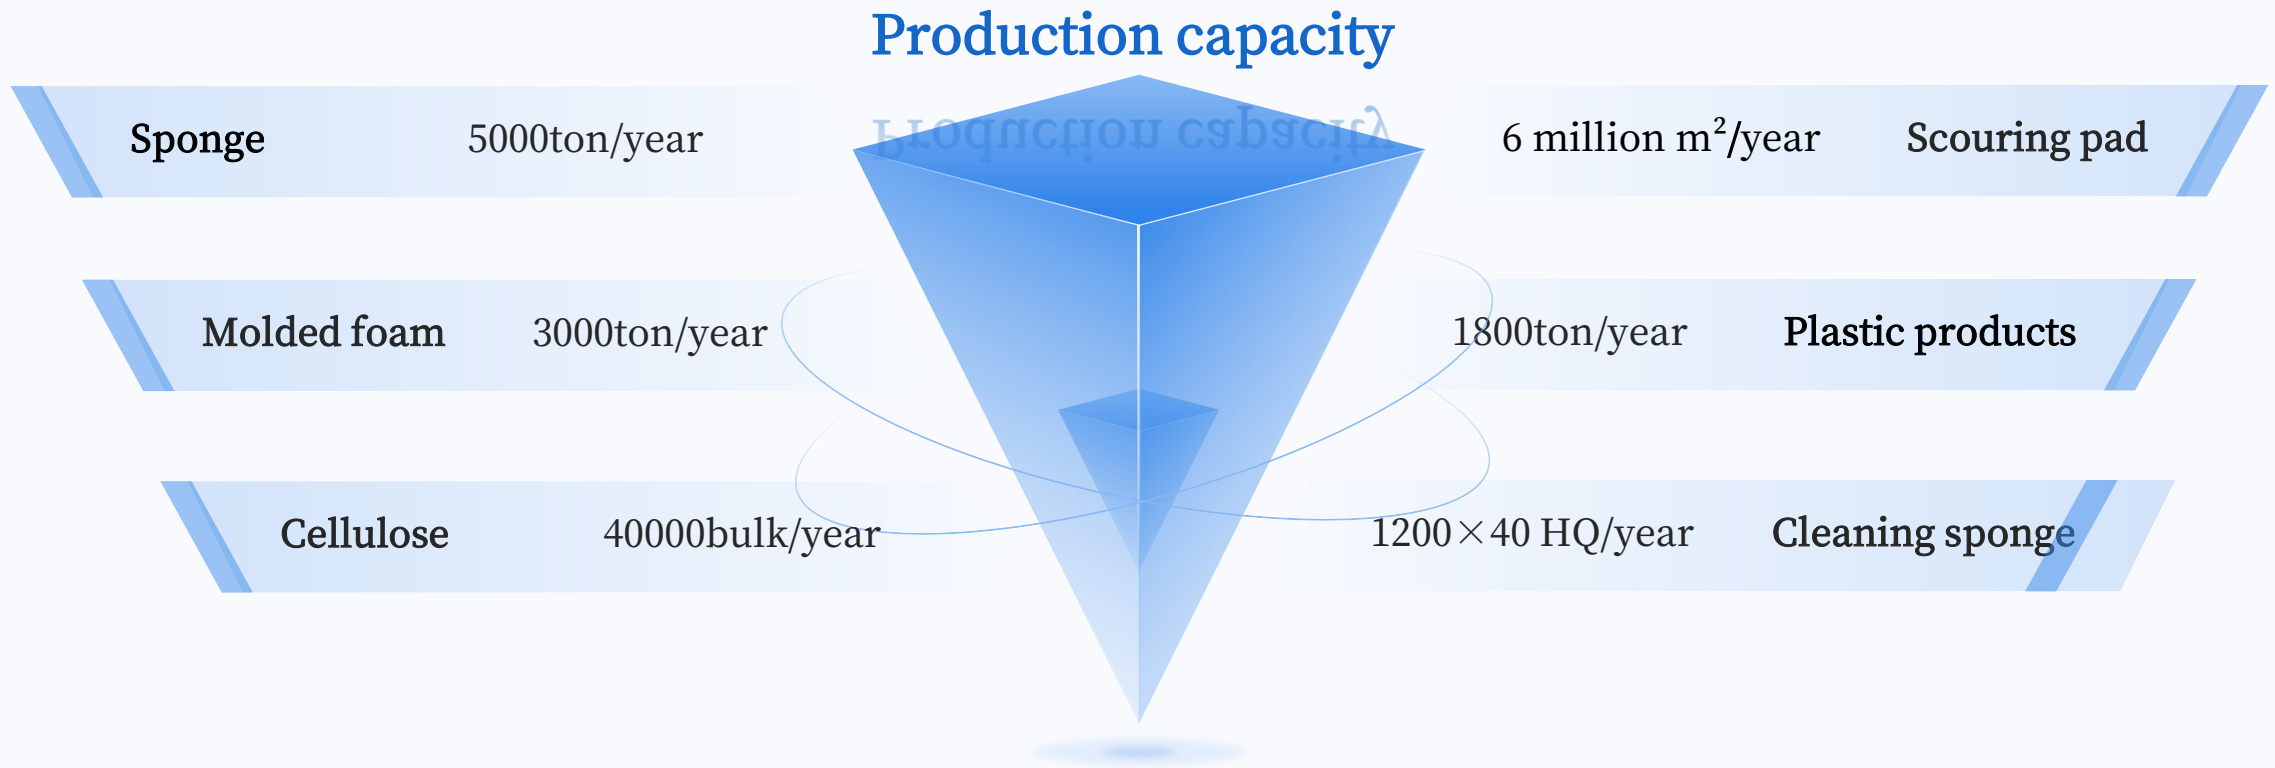 Production capacity
Sponge 5000ton/year
6 million m²/year Scouring pad
Molded foam 3000ton/year
1800ton/year Plastic products
Cellulose 40000bulk/year
1200×40 HQ/year Cleaning sponge